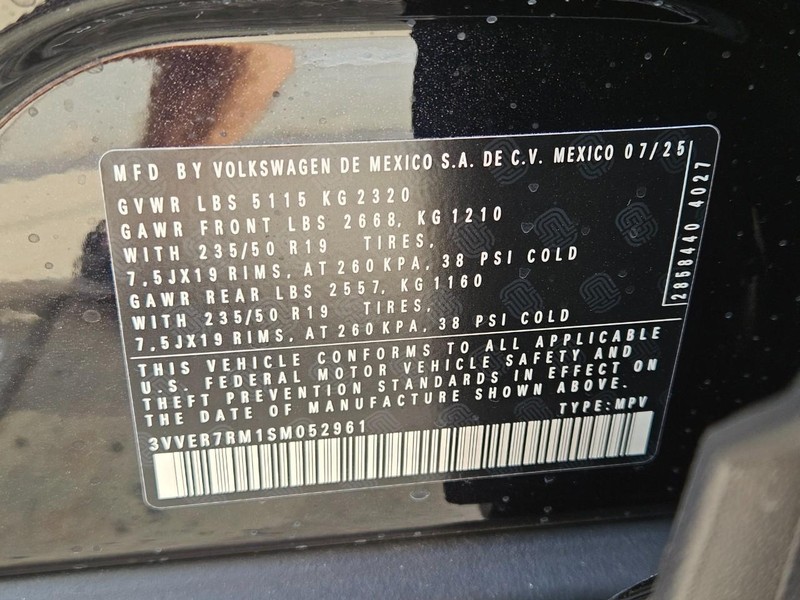 MFD BY VOLKSWAGEN DE MEXICO S.A. DE C.V. MEXICO 07/25
GVWR LBS 5115 KG 2320
GAWR FRONT LBS 2668, KG 1210
WITH 235/50 R19 TIRES,
7,5JX19 RIMS, AT 260 KPA, 38 PSI COLD
GAWR REAR LBS 2557, KG 1160
WITH 235/50 R19 TIRES,
7,5JX19 RIMS, AT 260 KPA, 38 PSI COLD
2858440 4027
THIS VEHICLE CONFORMS TO ALL APPLICABLE
U.S. FEDERAL MOTOR VEHICLE SAFETY AND
THEFT PREVENTION STANDARDS IN EFFECT ON
THE DATE OF MANUFACTURE SHOWN ABOVE.
TYPE:MPV
3VVER7RM1SM052961